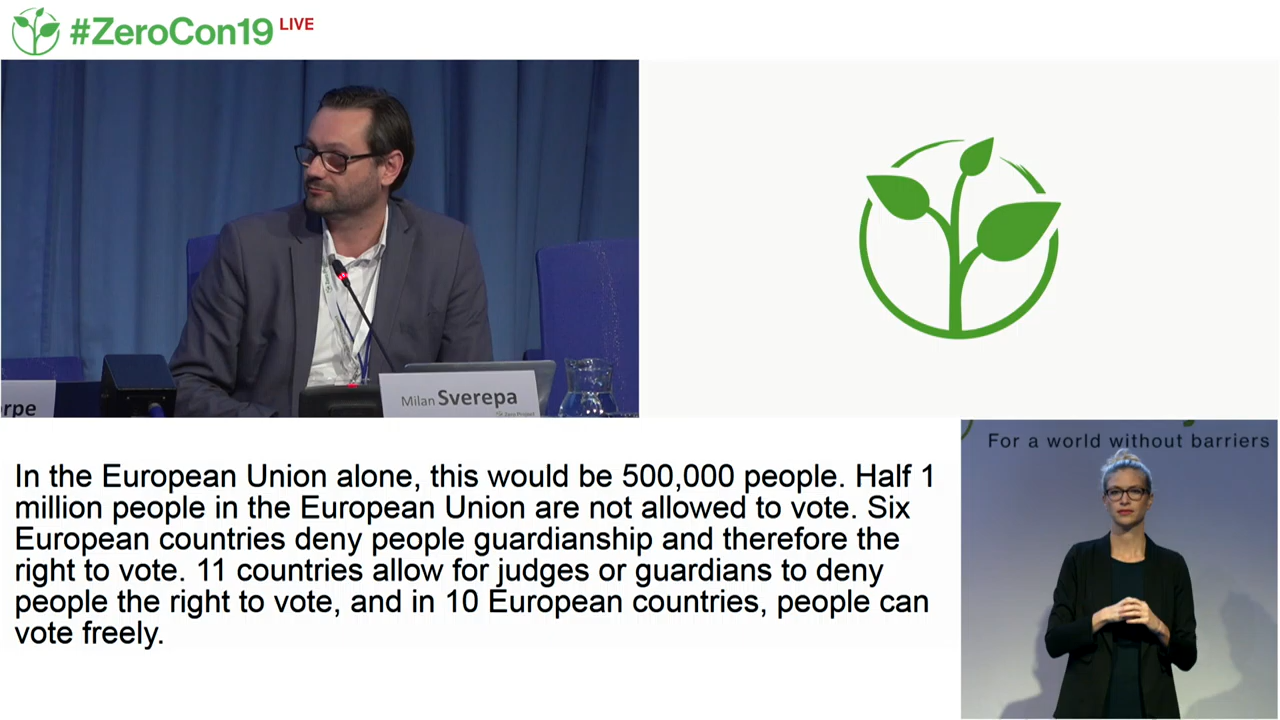 #ZeroCon19 LIVE
rpe
Milan Sverepa
Zero Project
In the European Union alone, this would be 500,000 people. Half 1
million people in the European Union are not allowed to vote. Six
European countries deny people guardianship and therefore the
right to vote. 11 countries allow for judges or guardians to deny
people the right to vote, and in 10 European countries, people can
vote freely.
For a world without barriers